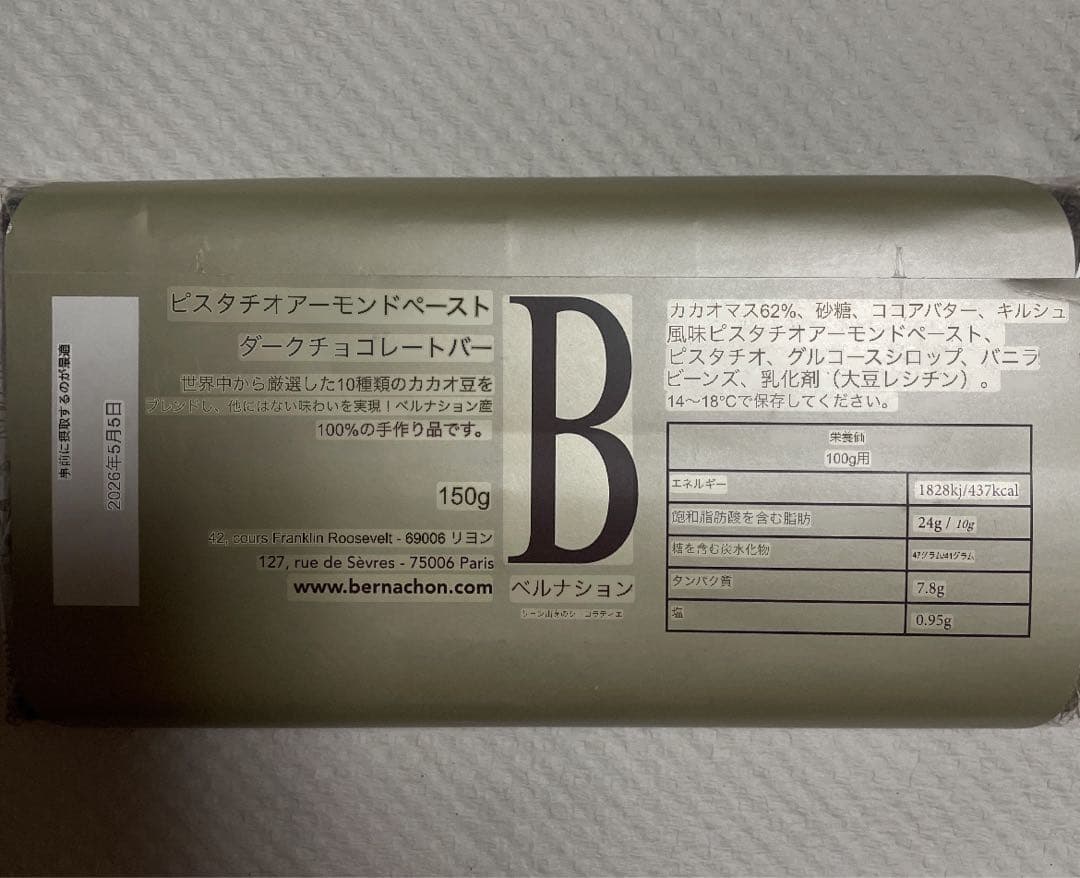 事前に摂取するのが最適
2026年5月5日
ピスタチオアーモンドペースト
ダークチョコレートバー
世界中から厳選した10種類のカカオ豆を
ブレンドし、他にはない味わいを実現！ベルナション産
100%の手作り品です。
150g
42, cours Franklin Roosevelt - 69006 リヨン
127, rue de Sèvres - 75006 Paris
www.bernachon.com
B
ベルナション
カカオマス62%、砂糖、ココアバター、キルシュ
風味ピスタチオアーモンドペースト、
ピスタチオ、グルコースシロップ、バニラ
ビーンズ、乳化剤（大豆レシチン）。
14〜18℃で保存してください。
栄養価
100g用
エネルギー 1828kj/437kcal
飽和脂肪酸を含む脂肪 24g / 10g
糖を含む炭水化物
タンパク質 7.8g
塩 0.95g